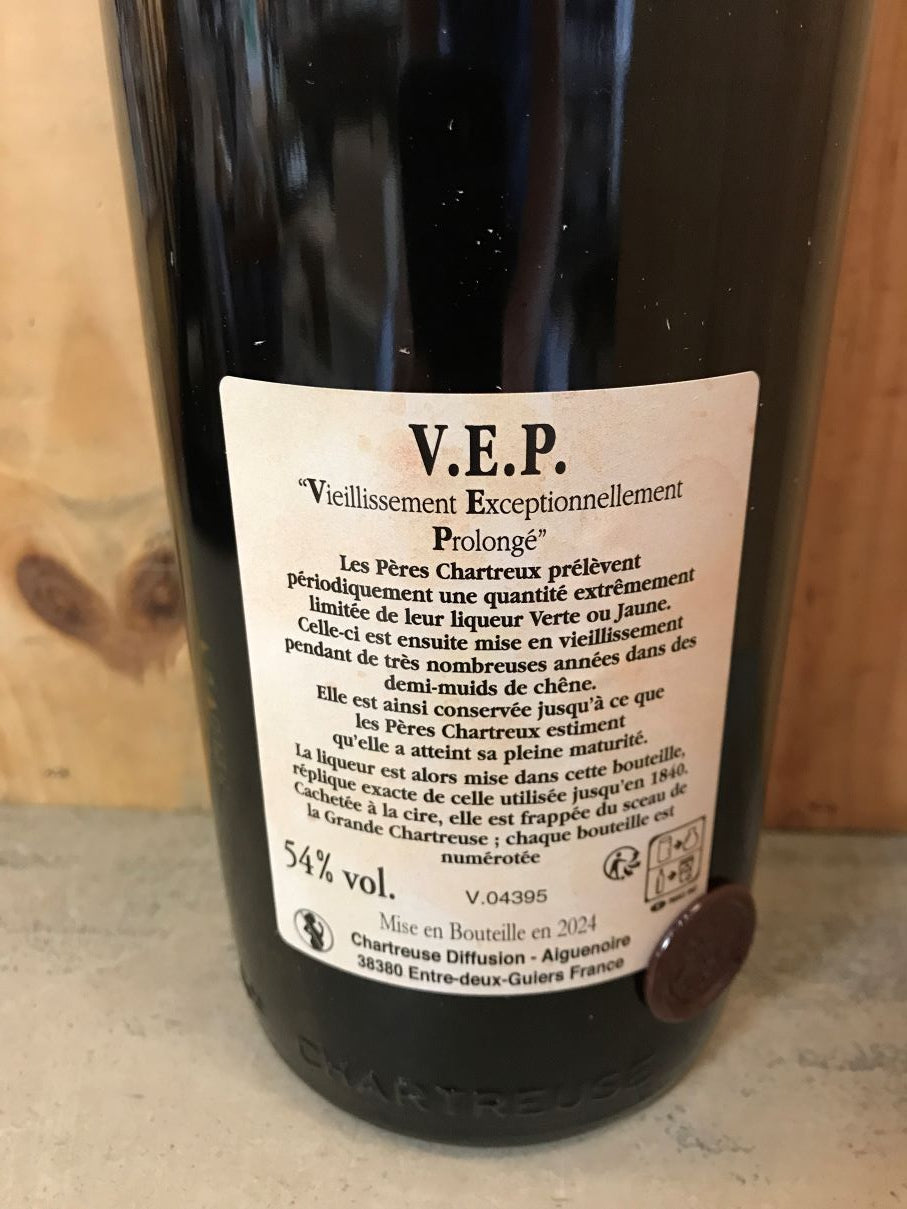 V.E.P.
“Vieillissement Exceptionnellement
Prolongé”
Les Pères Chartreux prélèvent
périodiquement une quantité extrêmement
limitée de leur liqueur Verte ou Jaune.
Celle-ci est ensuite mise en vieillissement
pendant de très nombreuses années dans des
demi-muids de chêne.
Elle est ainsi conservée jusqu'à ce que
les Pères Chartreux estiment
qu'elle a atteint sa pleine maturité.
La liqueur est alors mise dans cette bouteille,
réplique exacte de celle utilisée jusqu'en 1840.
Cachetée à la cire, elle est frappée du sceau de
la Grande Chartreuse ; chaque bouteille est
numérotée
54% vol.
V.04395
Mise en Bouteille en 2024
Chartreuse Diffusion - Aiguenoire
38380 Entre-deux-Guiers France
CHARTREUSE